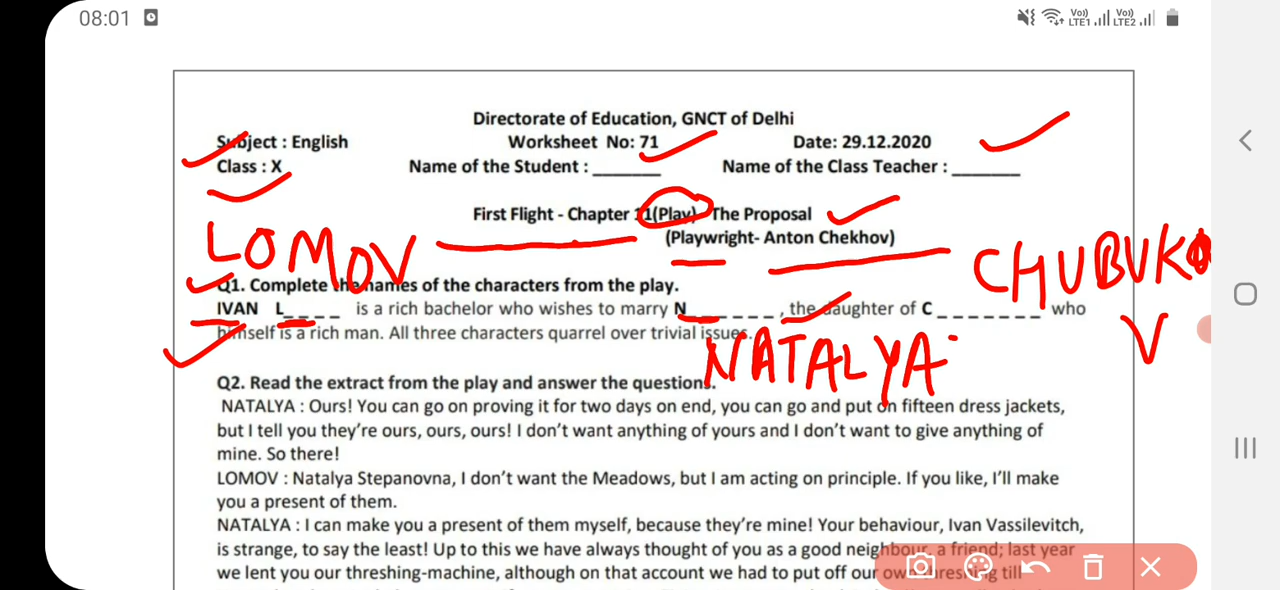 08:01
Vo)) Vo))
LTE1 LTE2
Directorate of Education, GNCT of Delhi
Subject : English Worksheet No: 71 Date: 29.12.2020
Class : X Name of the Student : _______ Name of the Class Teacher : _______
First Flight - Chapter 11(Play) The Proposal
(Playwright- Anton Chekhov)
LOMOV
CHUBUKO
V
Q1. Complete the names of the characters from the play.
IVAN L_ _ _ _ is a rich bachelor who wishes to marry N_ _ _ _ _ _, the daughter of C _ _ _ _ _ _ _ who
himself is a rich man. All three characters quarrel over trivial issues.
NATALYA
Q2. Read the extract from the play and answer the questions.
NATALYA : Ours! You can go on proving it for two days on end, you can go and put on fifteen dress jackets,
but I tell you they’re ours, ours, ours! I don’t want anything of yours and I don’t want to give anything of
mine. So there!
LOMOV : Natalya Stepanovna, I don’t want the Meadows, but I am acting on principle. If you like, I’ll make
you a present of them.
NATALYA : I can make you a present of them myself, because they’re mine! Your behaviour, Ivan Vassilevitch,
is strange, to say the least! Up to this we have always thought of you as a good neighbour, a friend; last year
we lent you our threshing-machine, although on that account we had to put off our own threshing till